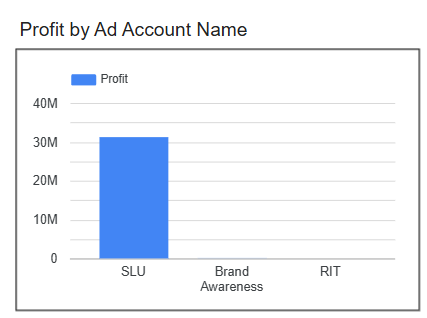 Profit by Ad Account Name
Profit
40M
30M
20M
10M
0
SLU
Brand
Awareness
RIT